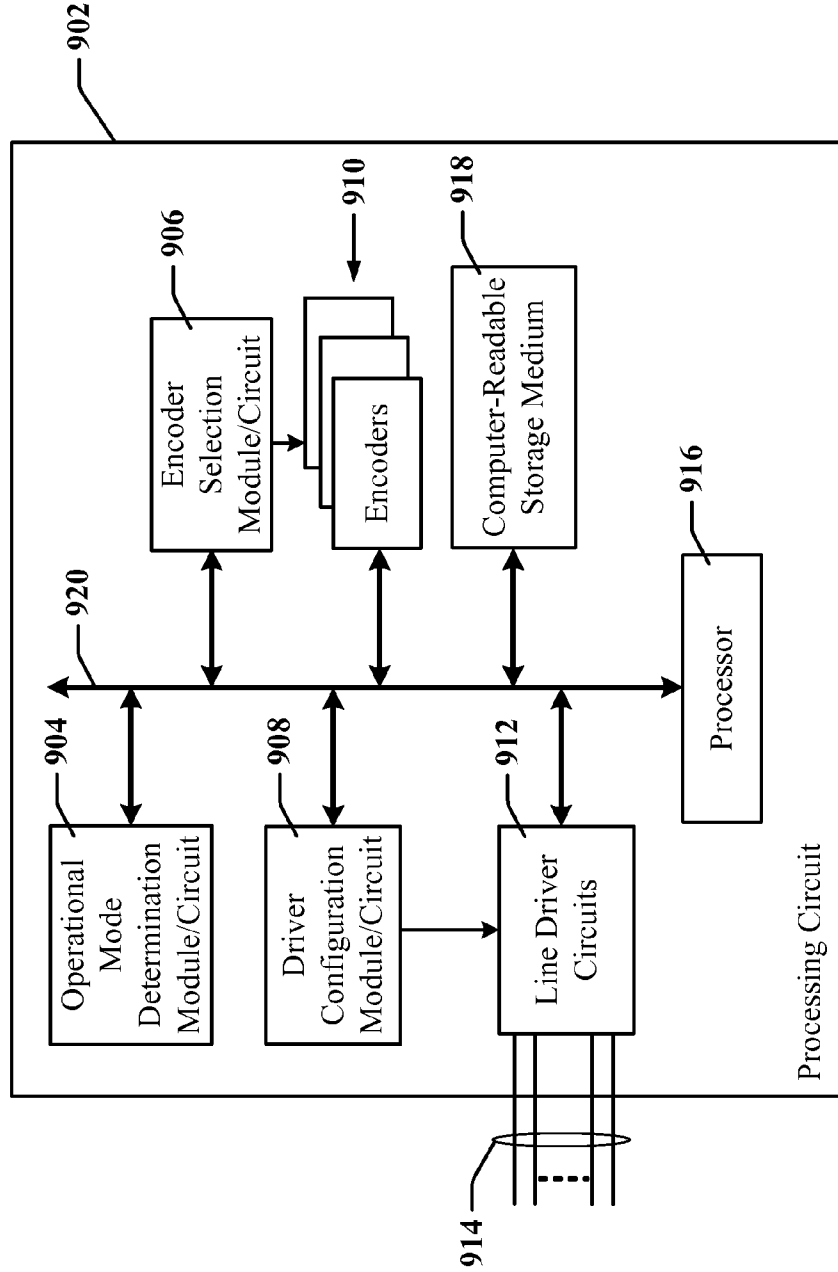 902
904
Operational
Mode
Determination
Module/Circuit
920
906
Encoder
Selection
Module/Circuit
908
Driver
Configuration
Module/Circuit
910
Encoders
912
Line Driver
Circuits
918
Computer-Readable
Storage Medium
914
916
Processor
Processing Circuit